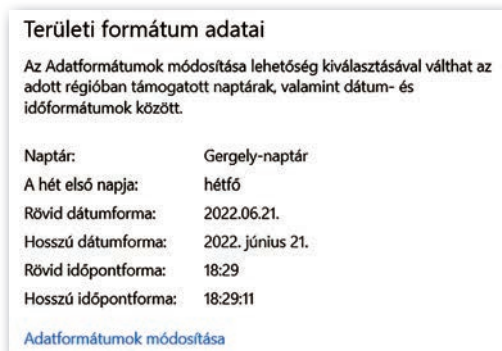 Területi formátum adatai
Az Adatformátumok módosítása lehetőség kiválasztásával válthat az
adott régióban támogatott naptárak, valamint dátum- és
időformátumok között.
Naptár: Gergely-naptár
A hét első napja: hétfő
Rövid dátumforma: 2022.06.21.
Hosszú dátumforma: 2022. június 21.
Rövid időpontforma: 18:29
Hosszú időpontforma: 18:29:11
Adatformátumok módosítása